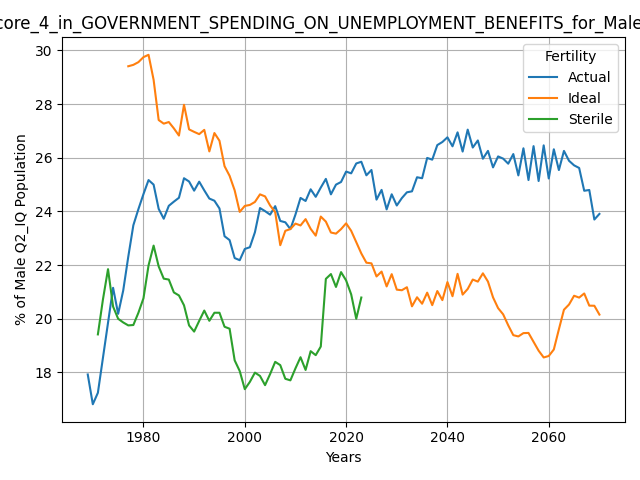 core_4_in_GOVERNMENT_SPENDING_ON_UNEMPLOYMENT_BENEFITS_for_Male
Fertility
Actual
Ideal
Sterile
% of Male Q2_IQ Population
30
28
26
24
22
20
18
1980 2000 2020 2040 2060
Years